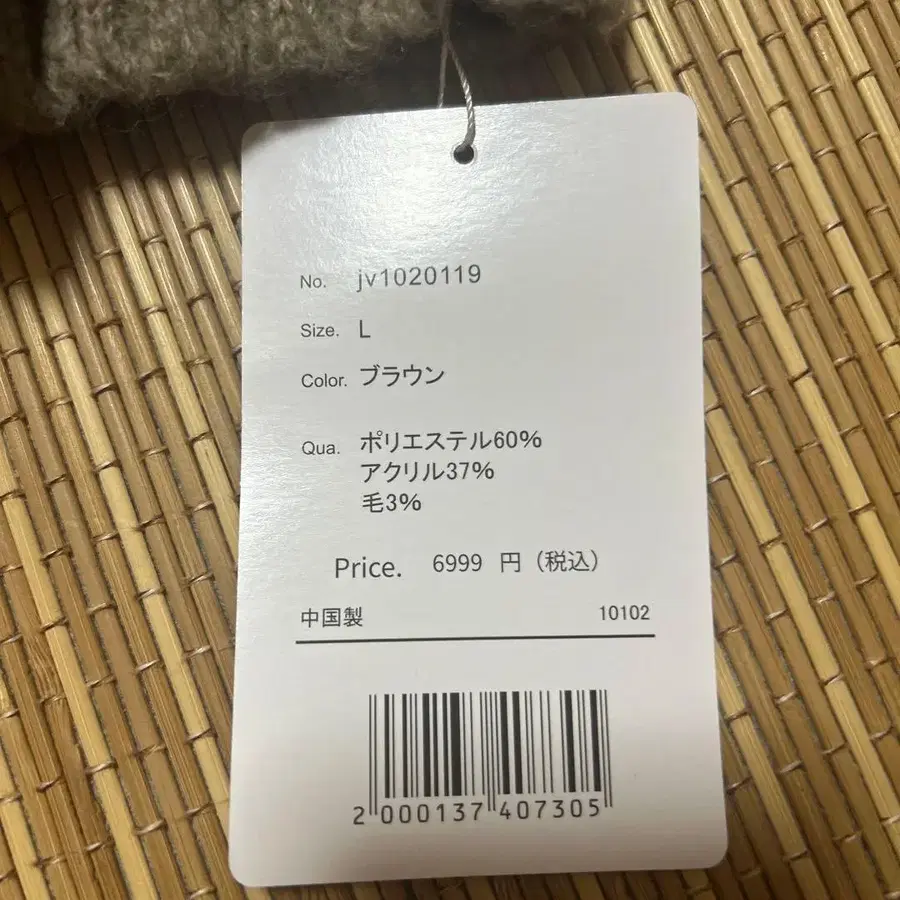 No. jv1020119
Size. L
Color. ブラウン
Qua. ポリエステル60%
アクリル37%
毛3%
Price. 6999 円（税込）
中国製 10102
2 000137 407305